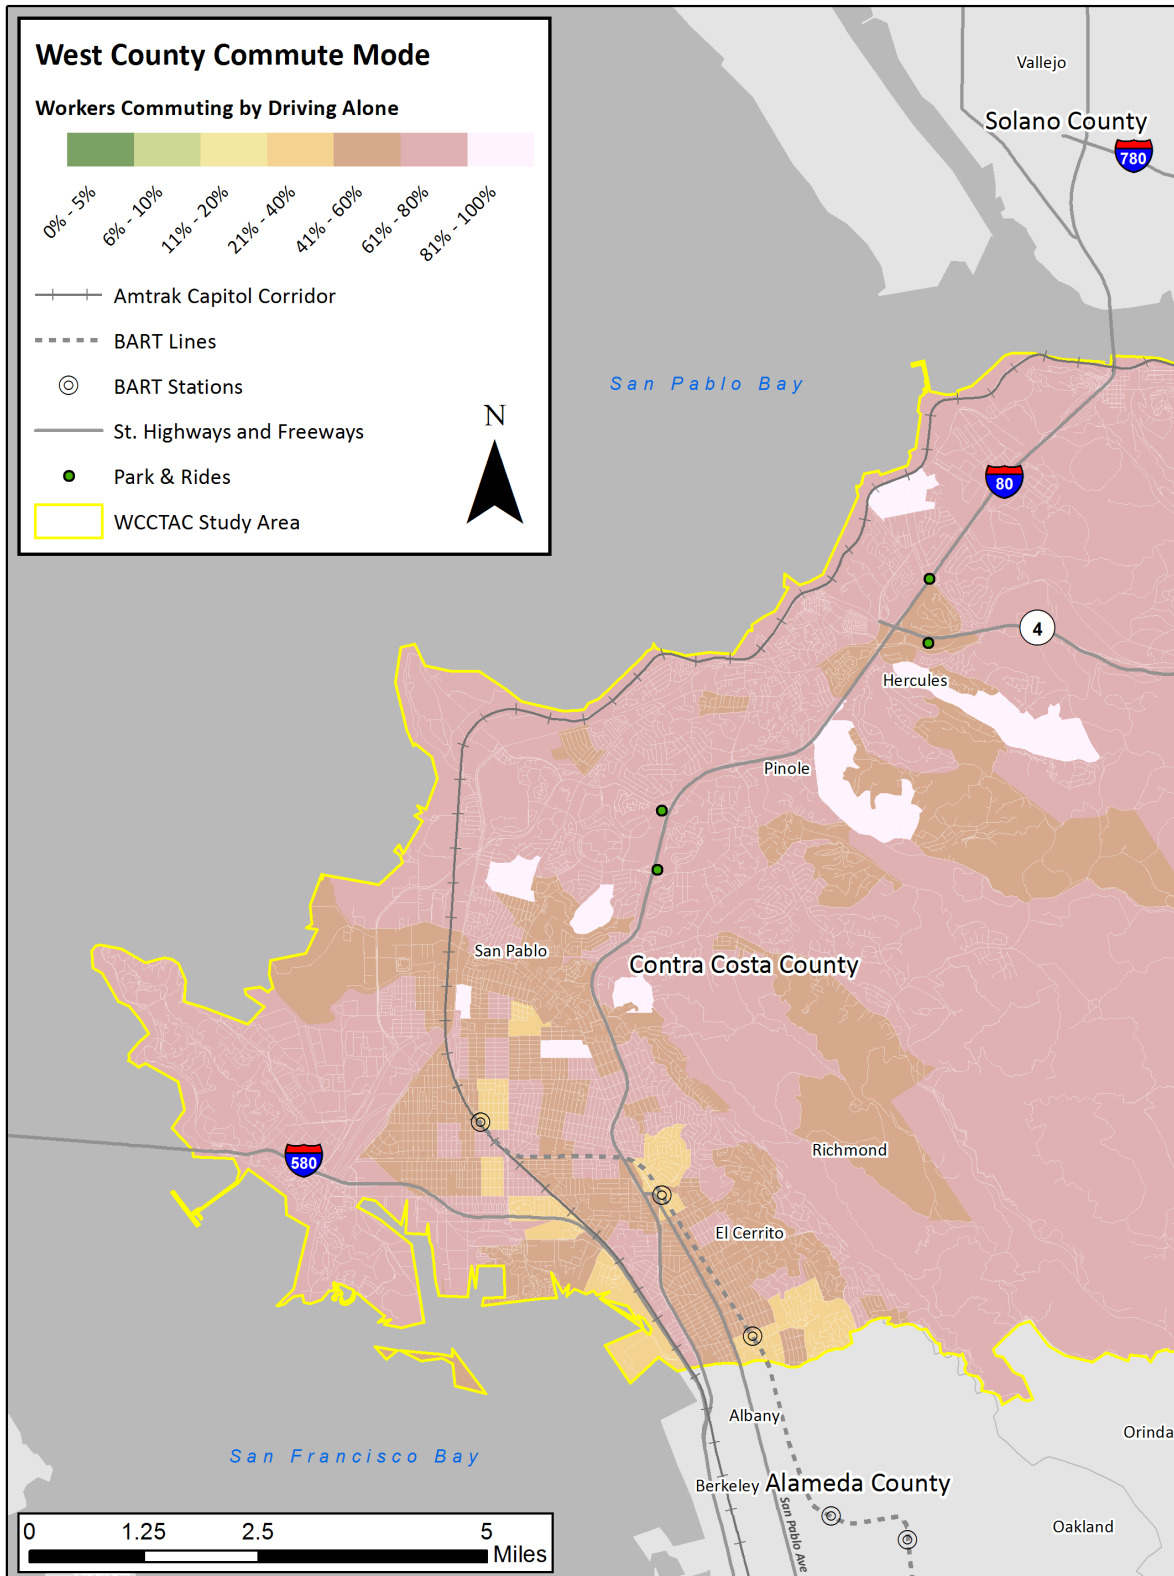 West County Commute Mode
Workers Commuting by Driving Alone
0% - 5%
6% - 10%
11% - 20%
21% - 40%
41% - 60%
61% - 80%
81% - 100%
Amtrak Capitol Corridor
BART Lines
BART Stations
St. Highways and Freeways
Park & Rides
WCCTAC Study Area
N
Vallejo
Solano County
780
San Pablo Bay
80
4
Hercules
Pinole
San Pablo
Contra Costa County
Richmond
580
El Cerrito
Albany
Orinda
San Francisco Bay
Berkeley
Alameda County
San Pablo Ave
Oakland
0 1.25 2.5 5
Miles